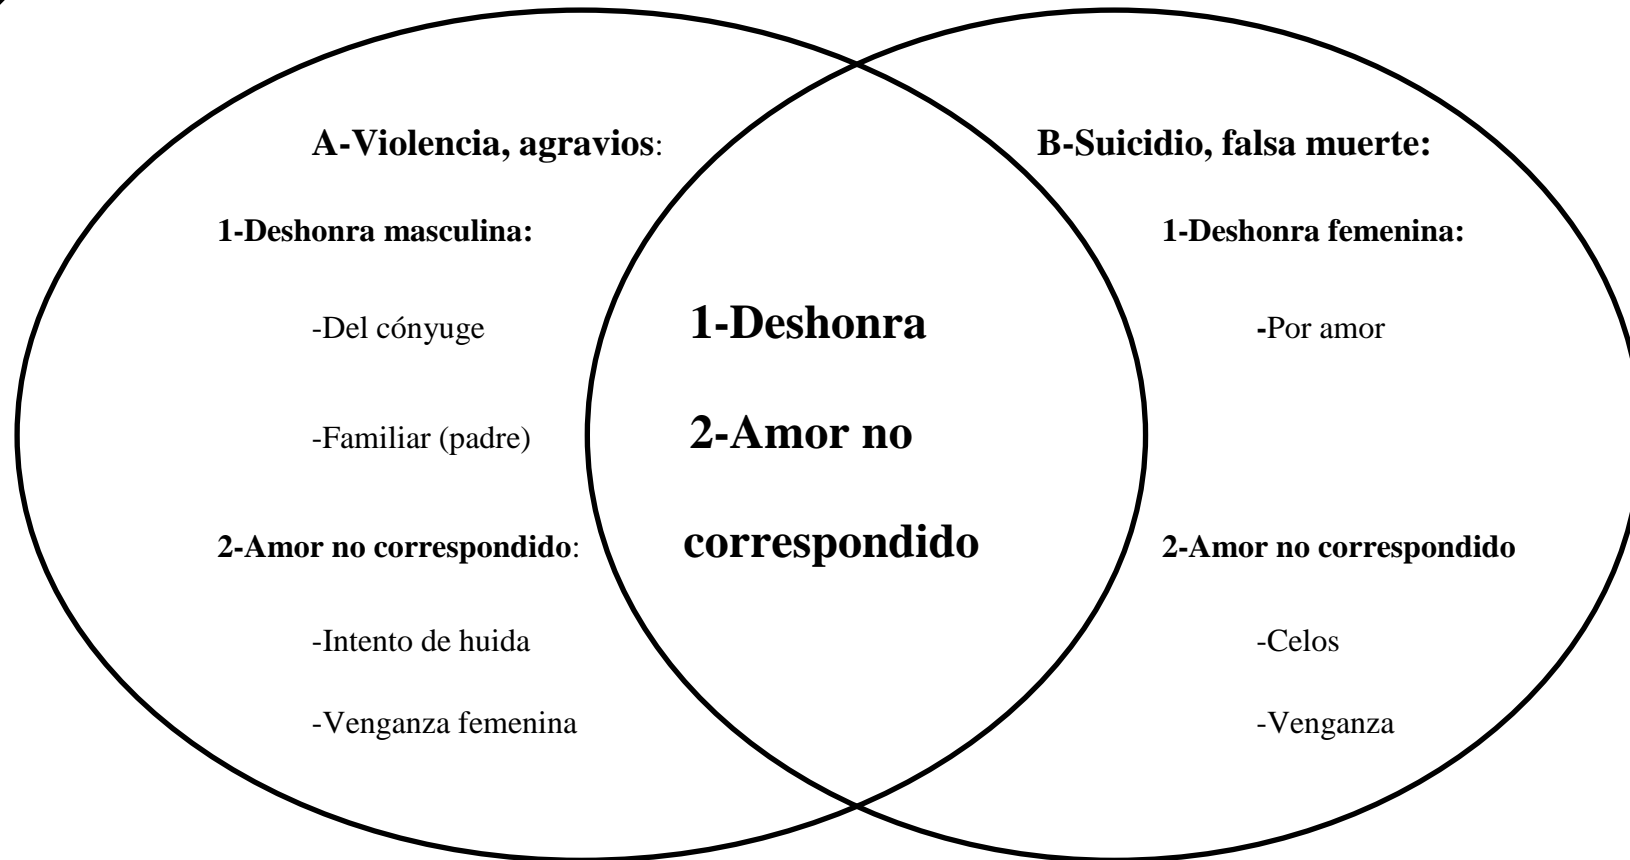 A-Violencia, agravios:
1-Deshonra masculina:
-Del cónyuge
-Familiar (padre)
2-Amor no correspondido:
-Intento de huida
-Venganza femenina
1-Deshonra
2-Amor no
correspondido
B-Suicidio, falsa muerte:
1-Deshonra femenina:
-Por amor
2-Amor no correspondido
-Celos
-Venganza